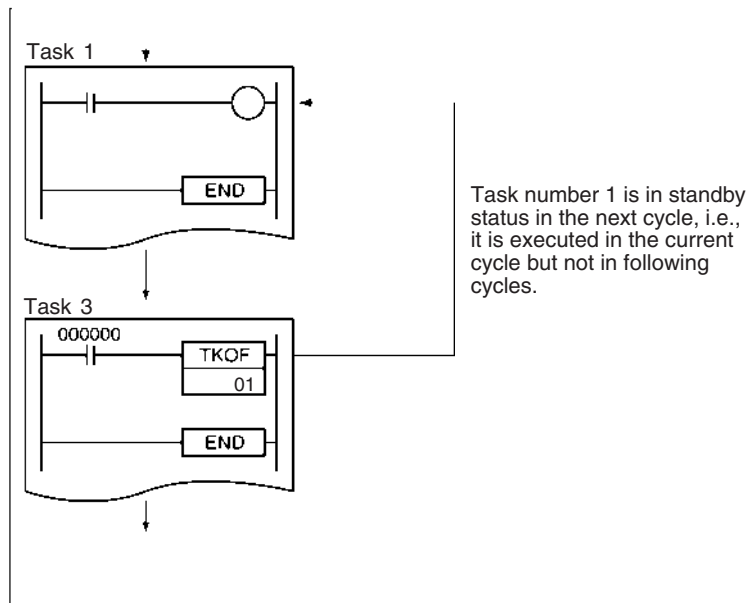 Task 1
END
Task number 1 is in standby
status in the next cycle, i.e.,
it is executed in the current
cycle but not in following
cycles.
Task 3
000000
TKOF
01
END